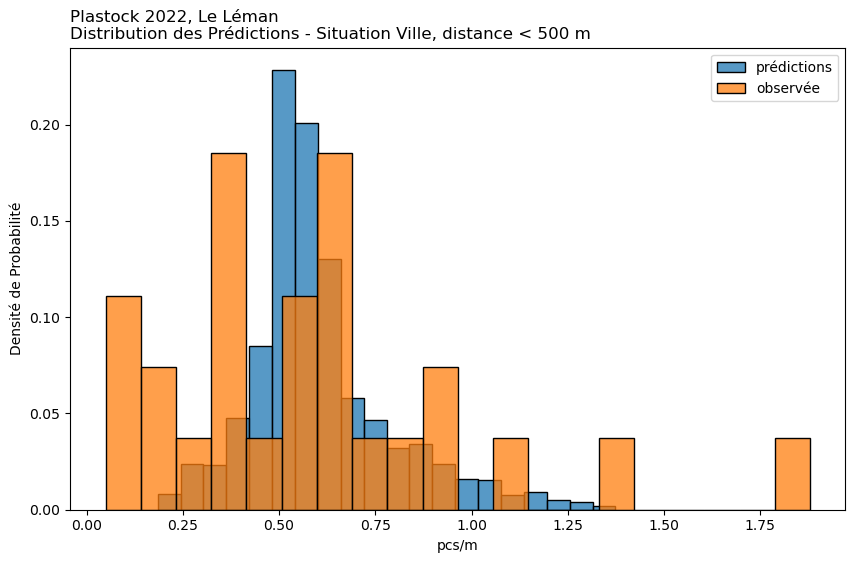 Plastock 2022, Le Léman
Distribution des Prédictions - Situation Ville, distance < 500 m
prédictions
observée
Densité de Probabilité
0.20
0.15
0.10
0.05
0.00
0.00 0.25 0.50 0.75 1.00 1.25 1.50 1.75
pcs/m